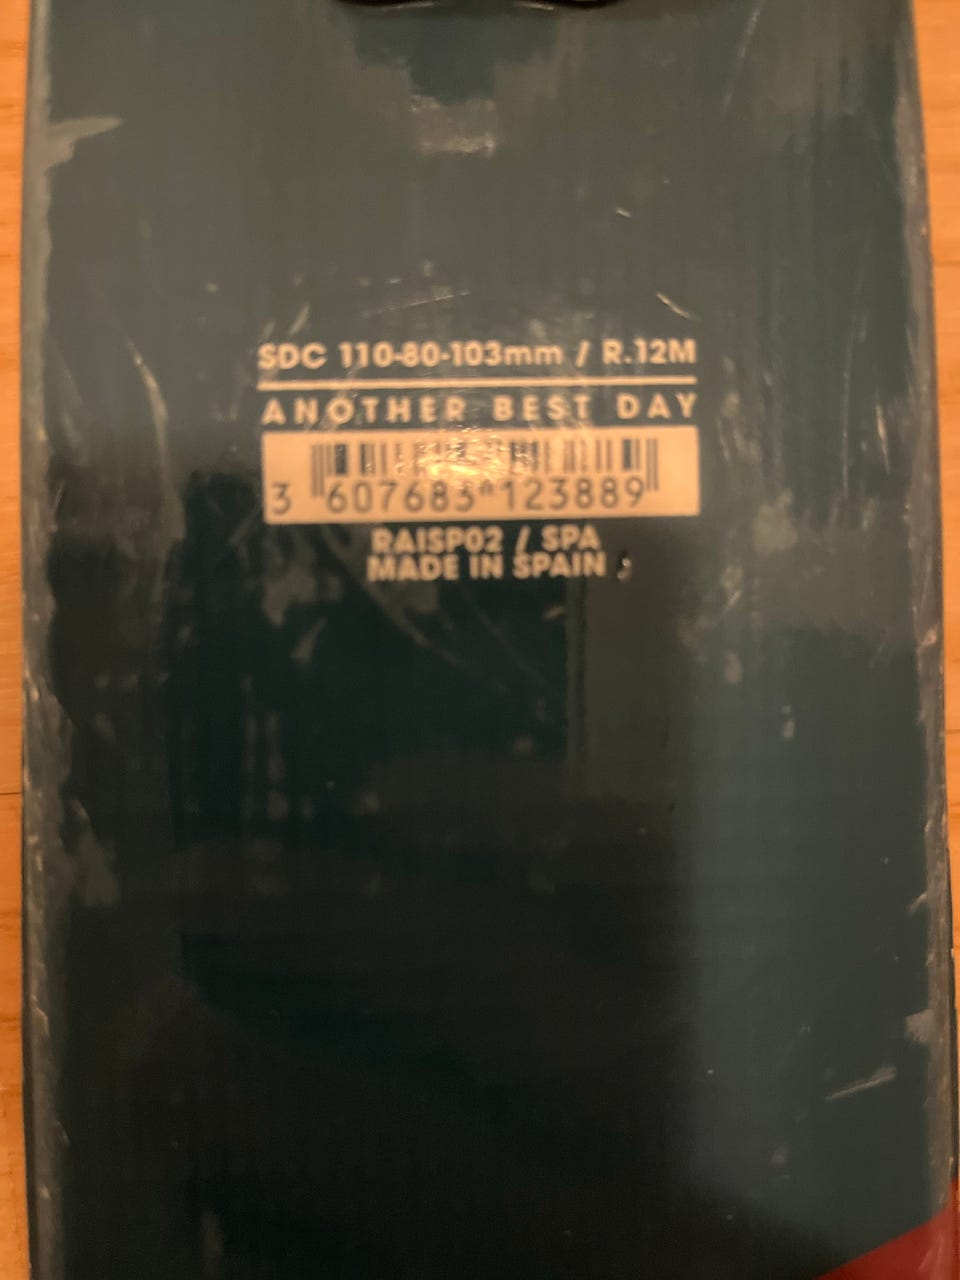 SDC 110-80-103mm / R.12M
ANOTHER BEST DAY
3 607683 123889
RAISP02 / SPA
MADE IN SPAIN